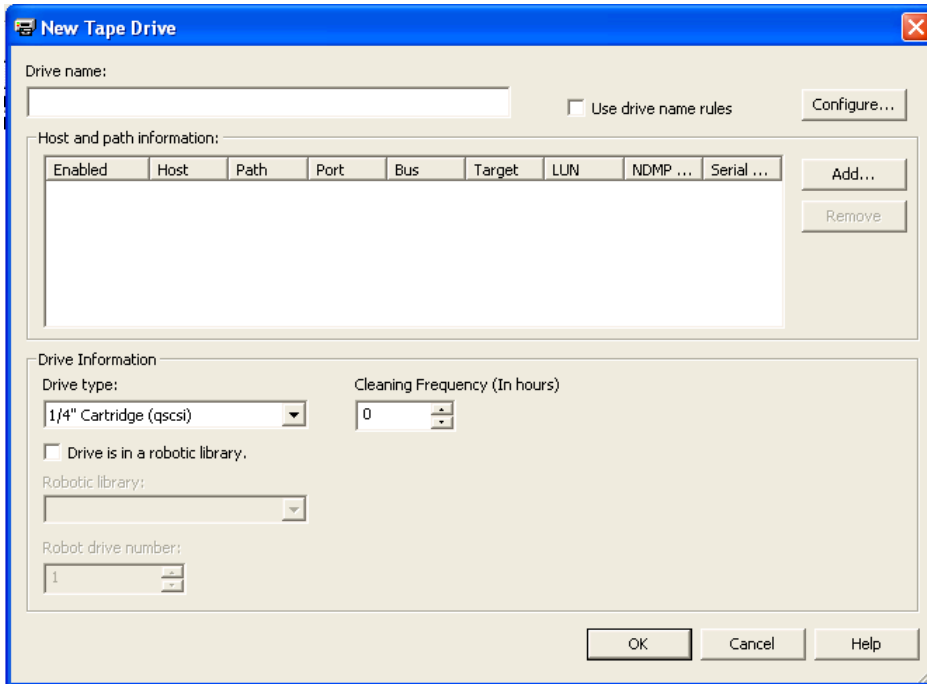 New Tape Drive
Drive name:
Use drive name rules
Configure...
Host and path information:
Enabled Host Path Port Bus Target LUN NDMP ... Serial ...
Add...
Remove
Drive Information
Drive type:
Cleaning Frequency (In hours)
1/4" Cartridge (qscsi)
0
Drive is in a robotic library.
Robotic library:
Robot drive number:
1
OK Cancel Help